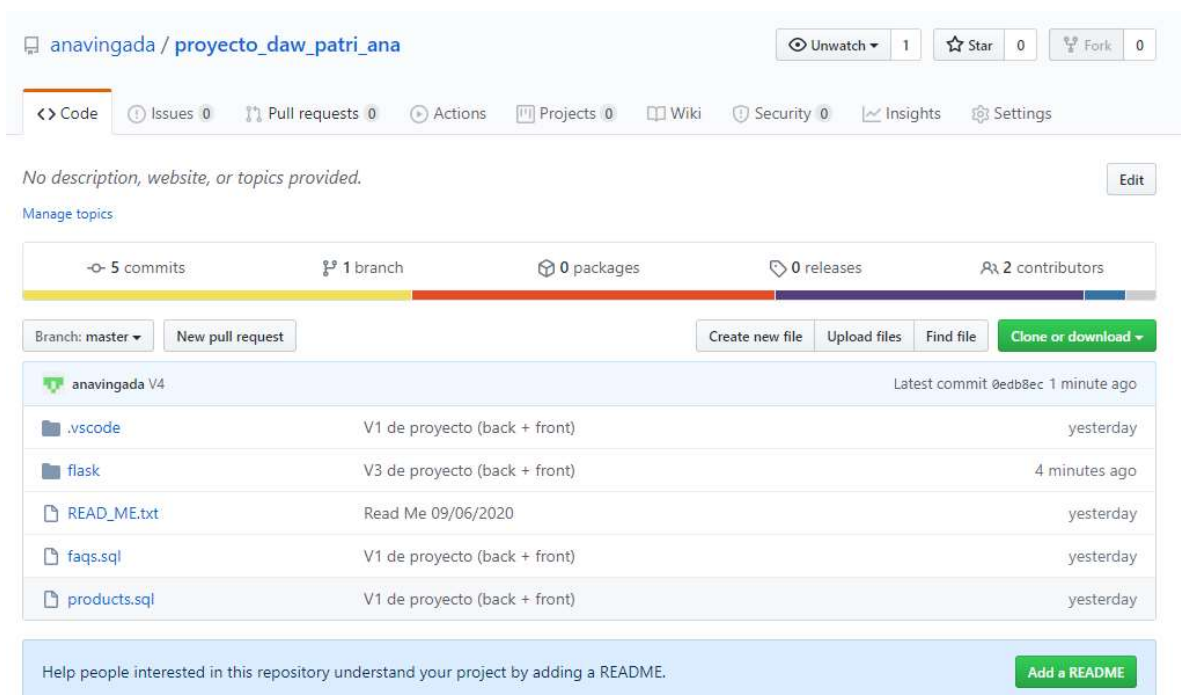 anavingada / proyecto_daw_patri_ana
Unwatch 1 Star 0 Fork 0
Code Issues 0 Pull requests 0 Actions Projects 0 Wiki Security 0 Insights Settings
No description, website, or topics provided. Edit
Manage topics
5 commits 1 branch 0 packages 0 releases 2 contributors
Branch: master New pull request Create new file Upload files Find file Clone or download
anavingada V4 Latest commit 0edb8ec 1 minute ago
.vscode V1 de proyecto (back + front) yesterday
flask V3 de proyecto (back + front) 4 minutes ago
READ_ME.txt Read Me 09/06/2020 yesterday
faqs.sql V1 de proyecto (back + front) yesterday
products.sql V1 de proyecto (back + front) yesterday
Help people interested in this repository understand your project by adding a README. Add a README